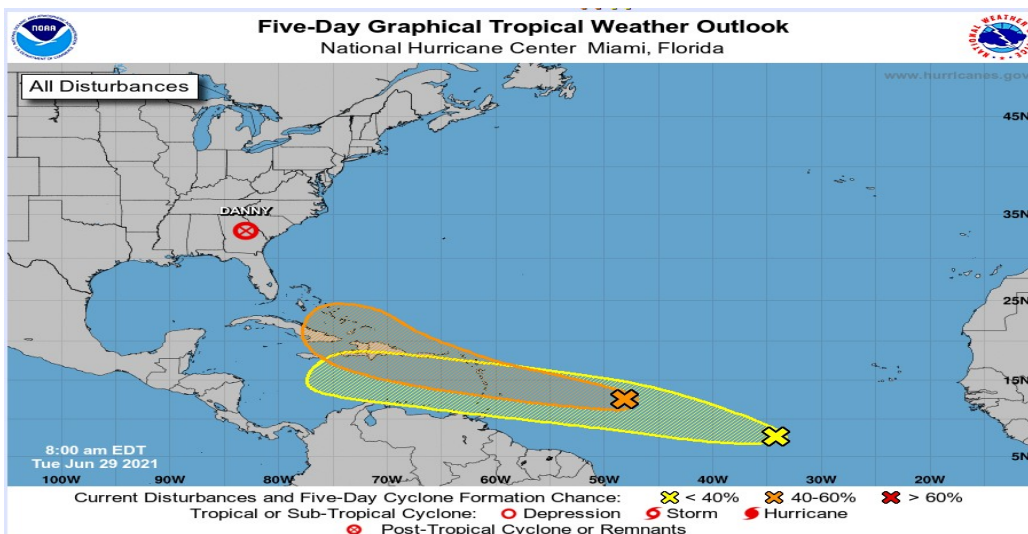 NOAA
Five-Day Graphical Tropical Weather Outlook
National Hurricane Center Miami, Florida
All Disturbances
www.hurricanes.gov
45N
DANNY
35N
25N
15N
8:00 am EDT
Tue Jun 29 2021
5N
100W 90W 80W 70W 60W 50W 40W 30W 20W
Current Disturbances and Five-Day Cyclone Formation Chance: < 40% 40-60% > 60%
Tropical or Sub-Tropical Cyclone: Depression Storm Hurricane
Post-Tropical Cyclone or Remnants